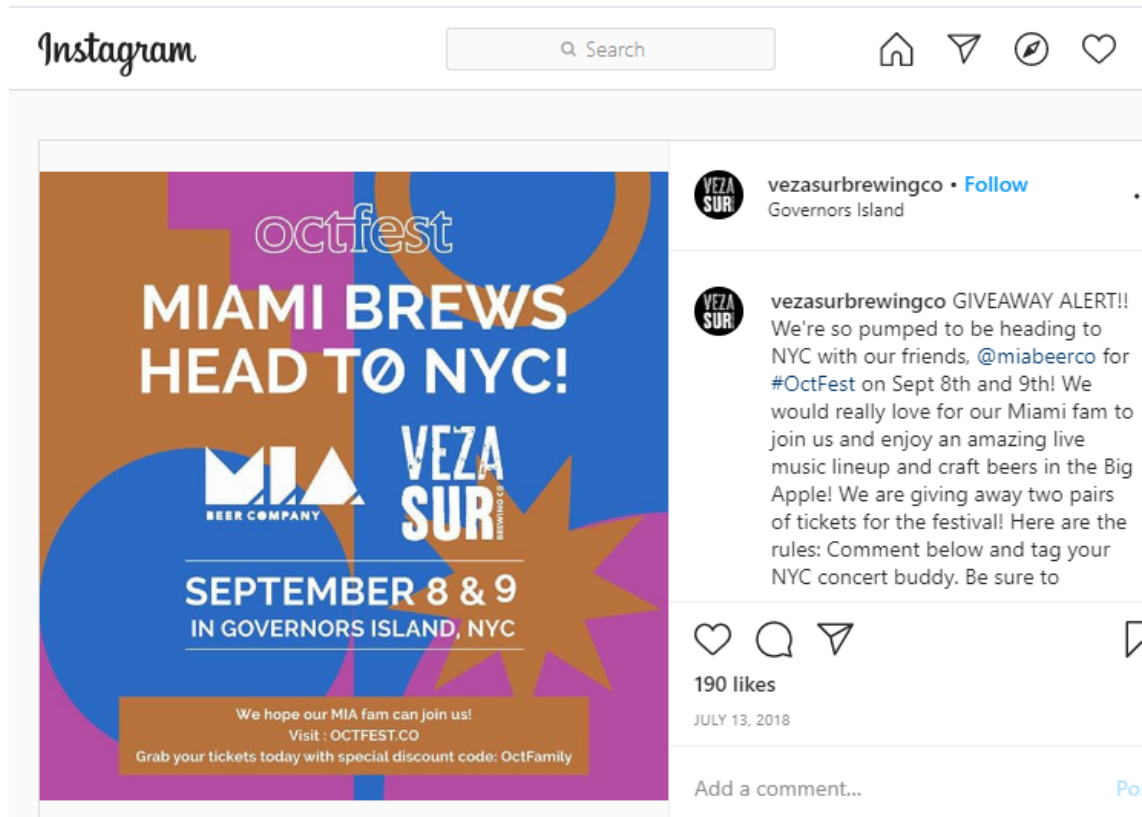 Instagram
Search
octfest
MIAMI BREWS
HEAD TO NYC!
MIA
BEER COMPANY
VEZA
SUR
BREWING CO
SEPTEMBER 8 & 9
IN GOVERNORS ISLAND, NYC
We hope our MIA fam can join us!
Visit : OCTFEST.CO
Grab your tickets today with special discount code: OctFamily
VEZA
SUR
vezasurbrewingco • Follow
Governors Island
VEZA
SUR
vezasurbrewingco GIVEAWAY ALERT!!
We're so pumped to be heading to
NYC with our friends, @miabeerco for
#OctFest on Sept 8th and 9th! We
would really love for our Miami fam to
join us and enjoy an amazing live
music lineup and craft beers in the Big
Apple! We are giving away two pairs
of tickets for the festival! Here are the
rules: Comment below and tag your
NYC concert buddy. Be sure to
190 likes
JULY 13, 2018
Add a comment...